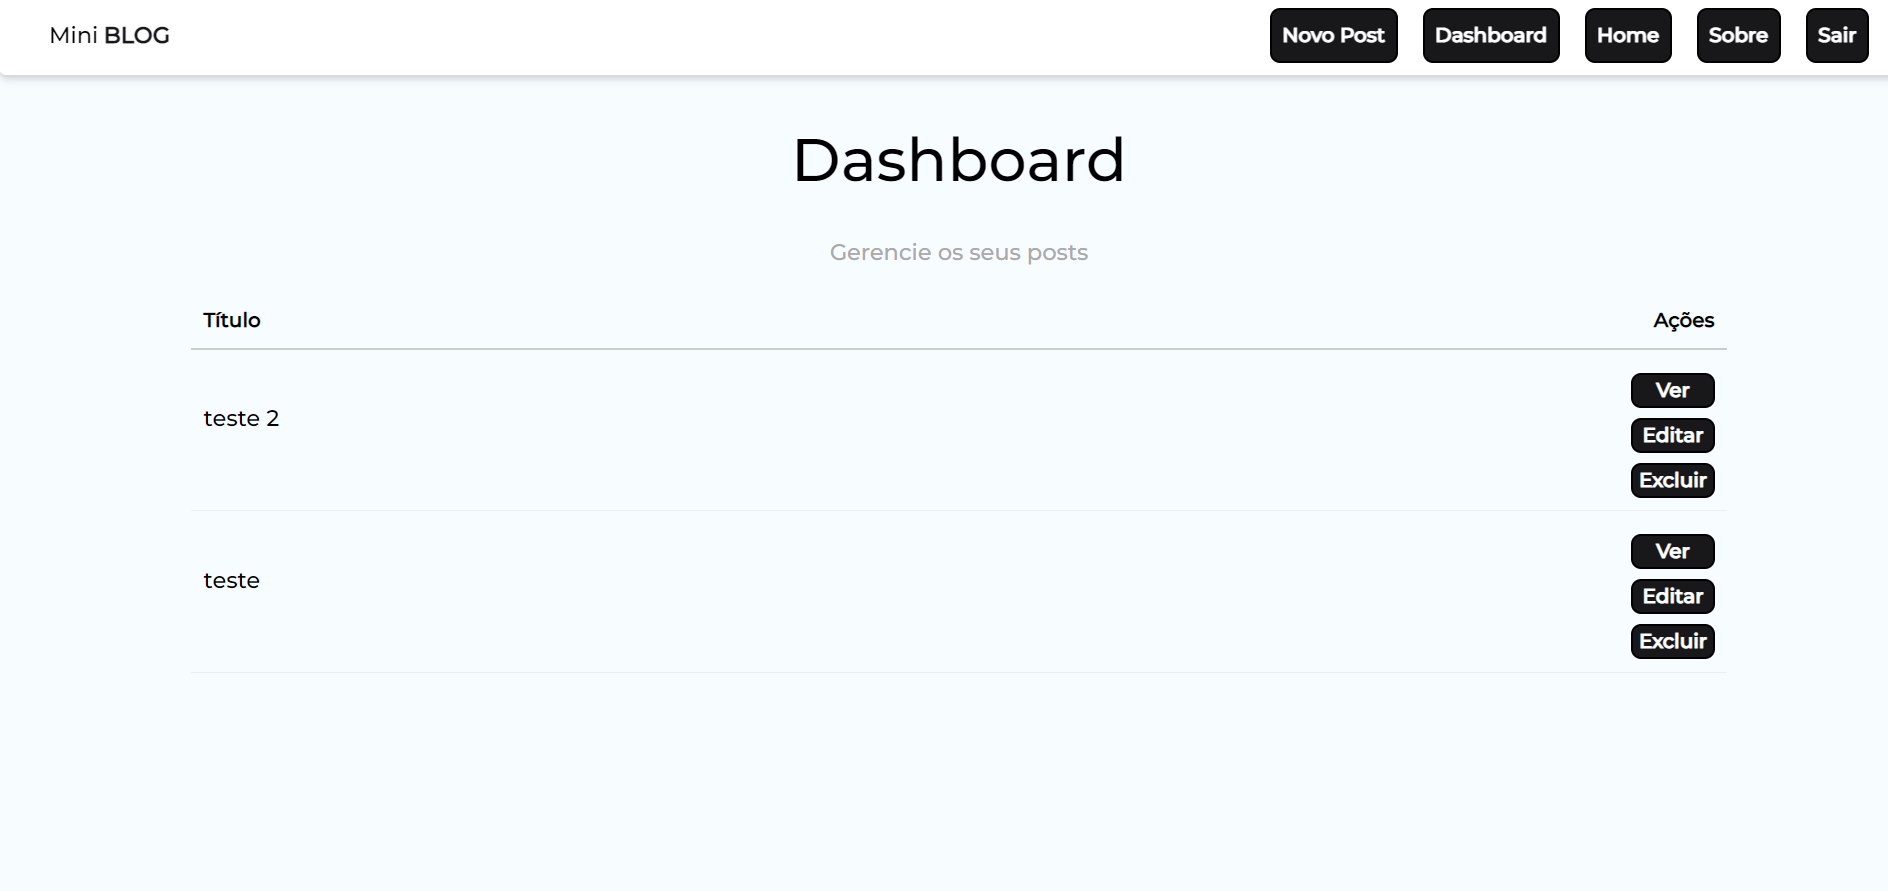 Mini BLOG Novo Post Dashboard Home Sobre Sair
Dashboard
Gerencie os seus posts
Título Ações
teste 2
Ver
Editar
Excluir
teste
Ver
Editar
Excluir